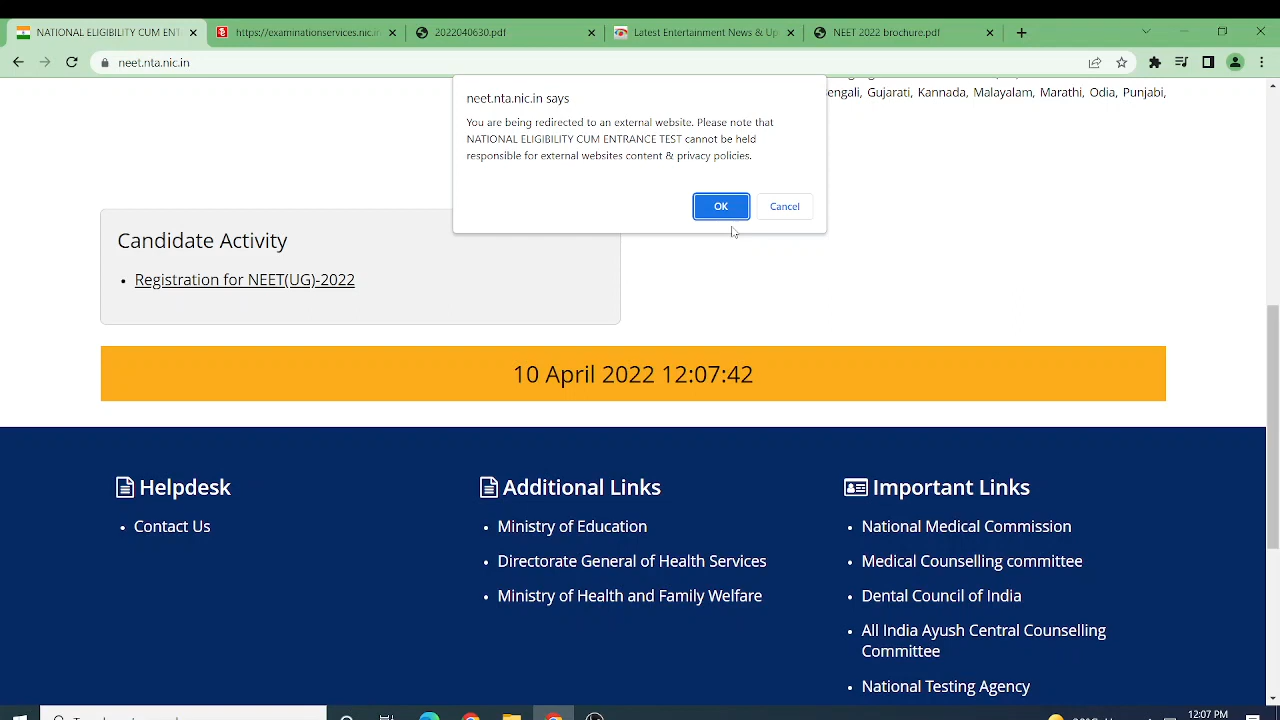 NATIONAL ELIGIBILITY CUM ENT
https://examinationservices.nic.in
2022040630.pdf
Latest Entertainment News & Up
NEET 2022 brochure.pdf
neet.nta.nic.in
engali, Gujarati, Kannada, Malayalam, Marathi, Odia, Punjabi,
neet.nta.nic.in says
You are being redirected to an external website. Please note that
NATIONAL ELIGIBILITY CUM ENTRANCE TEST cannot be held
responsible for external websites content & privacy policies.
OK
Cancel
Candidate Activity
Registration for NEET(UG)-2022
10 April 2022 12:07:42
Helpdesk
Contact Us
Additional Links
Ministry of Education
Directorate General of Health Services
Ministry of Health and Family Welfare
Important Links
National Medical Commission
Medical Counselling committee
Dental Council of India
All India Ayush Central Counselling
Committee
National Testing Agency
12:07 PM